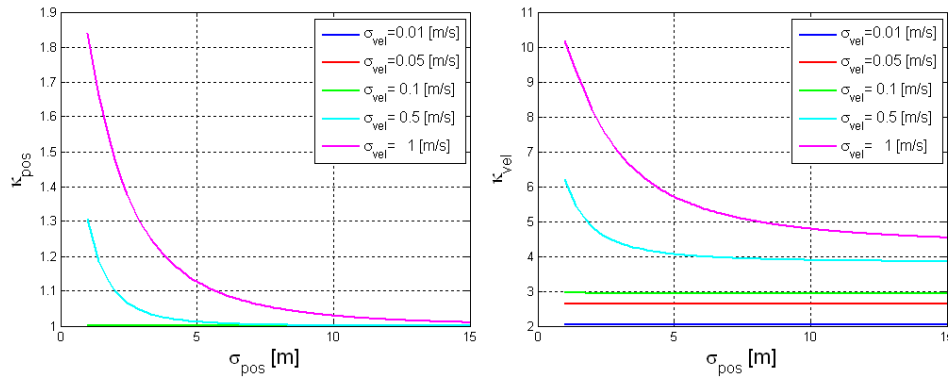 1.9
1.8
1.7
1.6
1.5
1.4
1.3
1.2
1.1
1
0
5
10
15
κpos
σpos [m]
σvel=0.01 [m/s]
σvel=0.05 [m/s]
σvel= 0.1 [m/s]
σvel= 0.5 [m/s]
σvel= 1 [m/s]
11
10
9
8
7
6
5
4
3
2
0
5
10
15
κvel
σpos [m]
σvel=0.01 [m/s]
σvel=0.05 [m/s]
σvel= 0.1 [m/s]
σvel= 0.5 [m/s]
σvel= 1 [m/s]